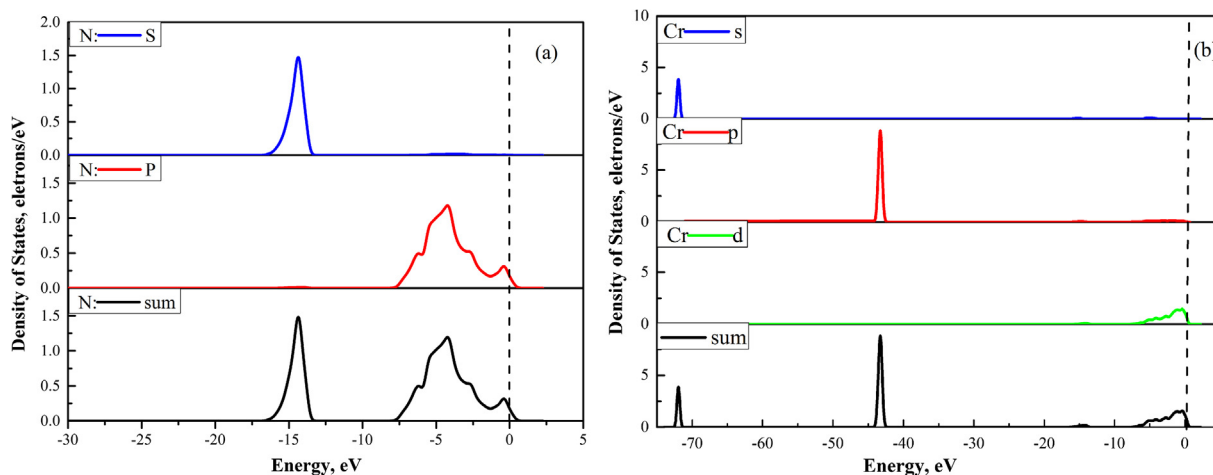 2.0
N: S
(a)
1.5
1.0
0.5
0.0
N: P
1.5
1.0
0.5
0.0
N: sum
1.5
1.0
0.5
0.0
-30 -25 -20 -15 -10 -5 0 5
Energy, eV
Density of States, eletrons/eV
10
Cr s
(b)
5
0
Cr p
5
0
Cr d
5
0
sum
5
0
-70 -60 -50 -40 -30 -20 -10 0
Energy, eV
Density of States, eletrons/eV